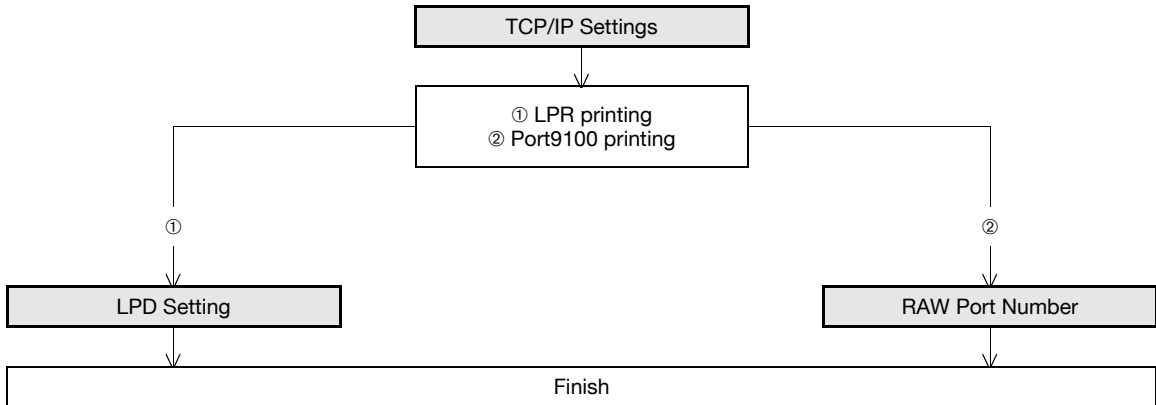 TCP/IP Settings
① LPR printing
② Port9100 printing
①
②
LPD Setting
RAW Port Number
Finish